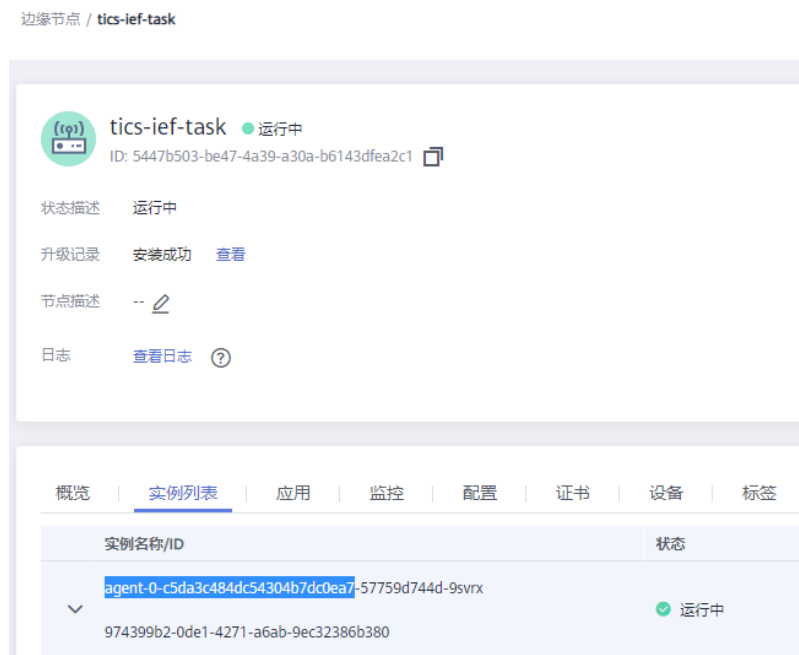 边缘节点 / tics-ief-task
tics-ief-task 运行中
ID: 5447b503-be47-4a39-a30a-b6143dfea2c1
状态描述 运行中
升级记录 安装成功 查看
节点描述 --
日志 查看日志 ?
概览 实例列表 应用 监控 配置 证书 设备 标签
实例名称/ID 状态
agent-0-c5da3c484dc54304b7dc0ea7-57759d744d-9svrx
运行中
974399b2-0de1-4271-a6ab-9ec32386b380